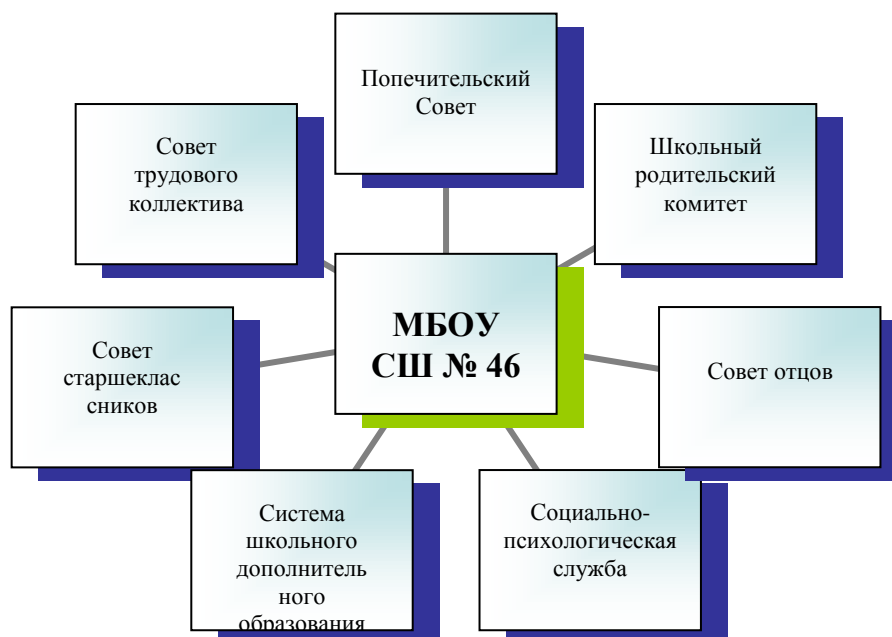 Попечительский
Совет
Совет
трудового
коллектива
Школьный
родительский
комитет
МБОУ
СШ № 46
Совет
старшеклас
сников
Совет отцов
Система
школьного
дополнитель
ного
образования
Социально-
психологическая
служба